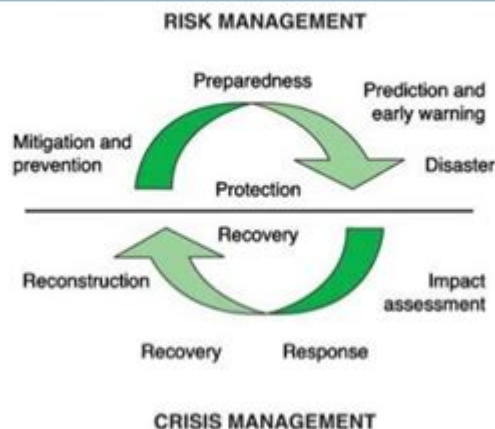 RISK MANAGEMENT
Preparedness
Prediction and
early warning
Mitigation and
prevention
Disaster
Protection
Recovery
Reconstruction
Impact
assessment
Recovery
Response
CRISIS MANAGEMENT